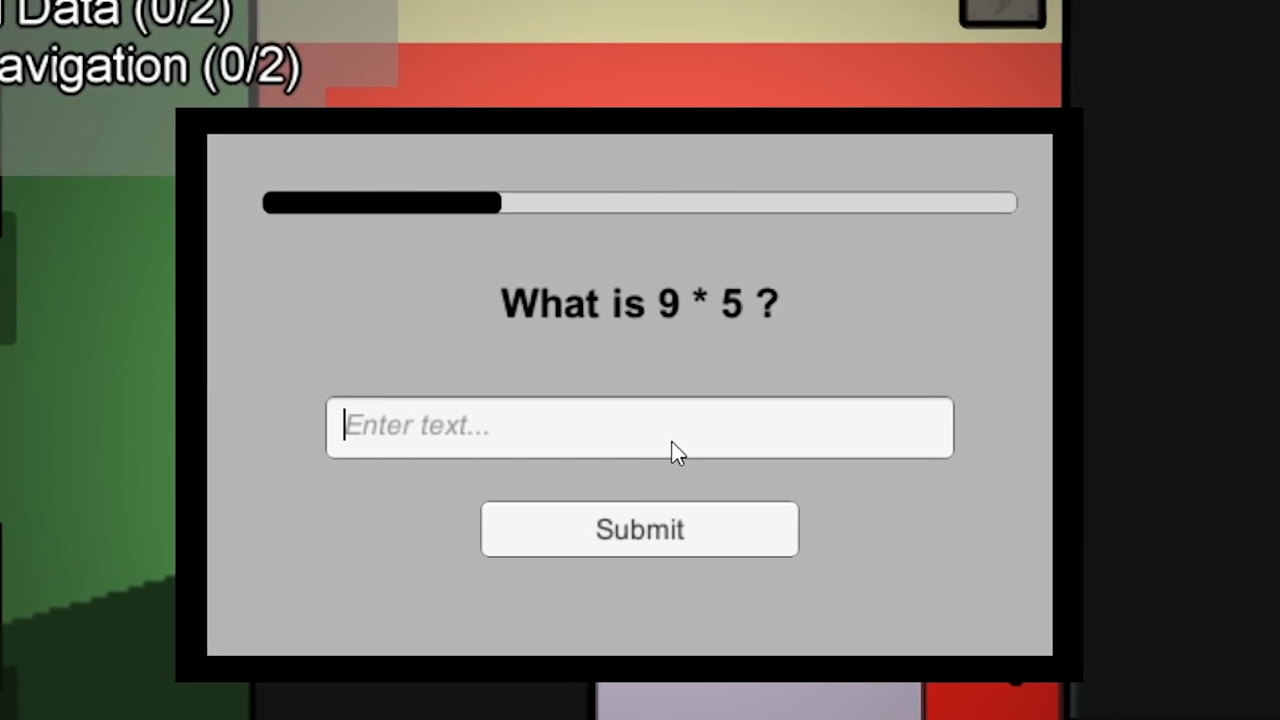 Data (0/2)
avigation (0/2)
What is 9 * 5 ?
Enter text...
Submit